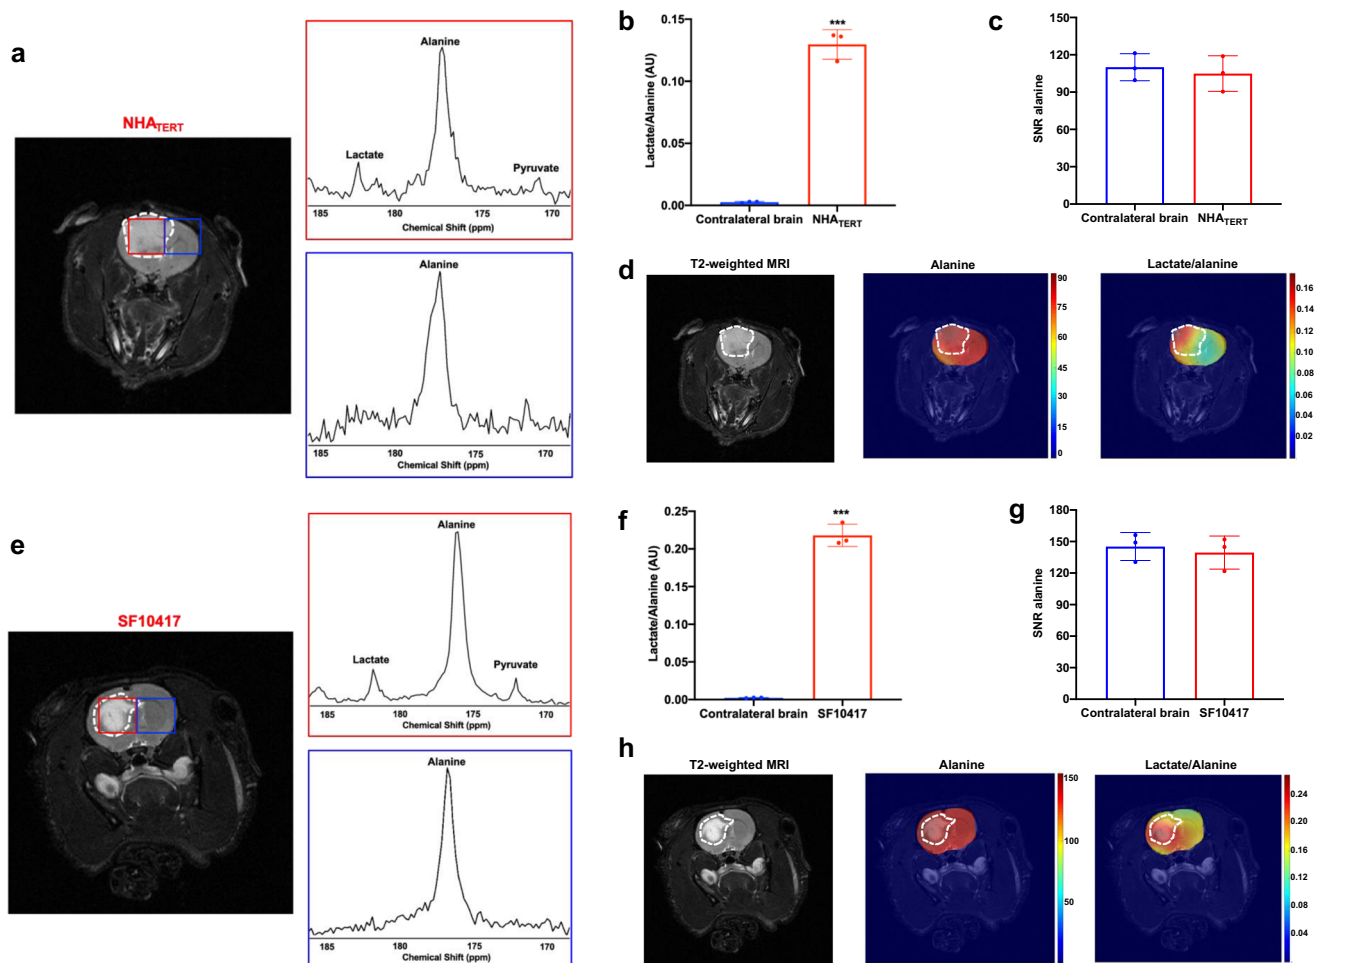 a
NHATERT
Alanine
Lactate
Pyruvate
185 180 175 170
Chemical Shift (ppm)
Alanine
185 180 175 170
Chemical Shift (ppm)
b
0.15
0.10
0.05
0.00
Lactate/Alanine (AU)
***
Contralateral brain NHATERT
c
150
120
90
60
30
0
SNR alanine
Contralateral brain NHATERT
d
T2-weighted MRI
Alanine
90
75
60
45
30
15
0
Lactate/alanine
0.16
0.14
0.12
0.10
0.08
0.06
0.04
0.02
e
SF10417
Alanine
Lactate
Pyruvate
185 180 175 170
Chemical Shift (ppm)
Alanine
185 180 175 170
Chemical Shift (ppm)
f
0.25
0.20
0.15
0.10
0.05
0.00
Lactate/Alanine (AU)
***
Contralateral brain SF10417
g
180
150
120
90
60
30
0
SNR alanine
Contralateral brain SF10417
h
T2-weighted MRI
Alanine
150
100
50
Lactate/Alanine
0.24
0.20
0.16
0.12
0.08
0.04